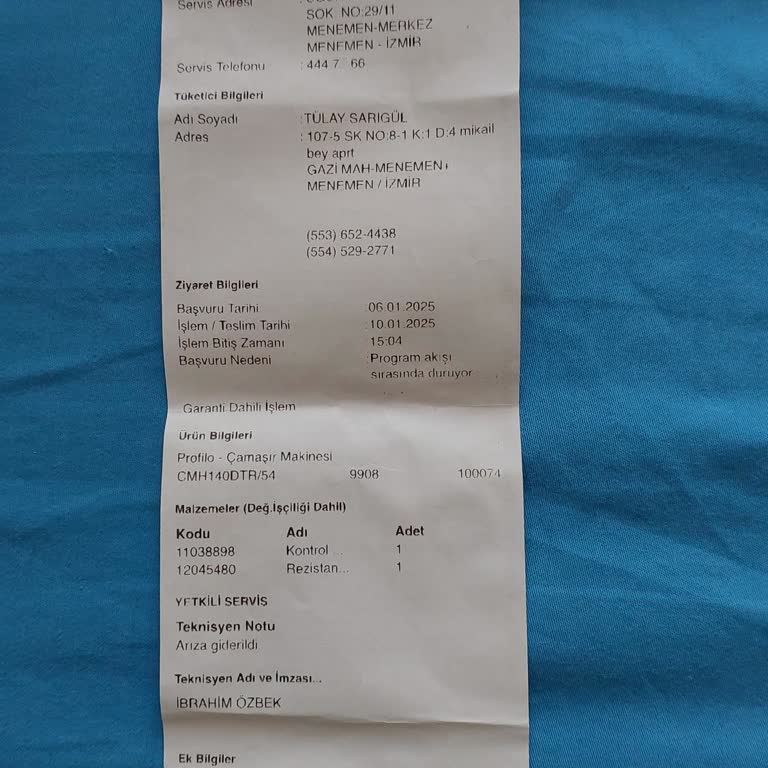 Servis Adresi
SOK. NO:29/11
MENEMEN-MERKEZ
MENEMEN - İZMİR
Servis Telefonu : 444 7 66
Tüketici Bilgileri
Adı Soyadı :TÜLAY SARIGÜL
Adres : 107-5 SK NO:8-1 K:1 D:4 mikail
bey aprt
GAZİ MAH-MENEMEN
MENEMEN / İZMİR
(553) 652-4438
(554) 529-2771
Ziyaret Bilgileri
Başvuru Tarihi :06.01.2025
İşlem / Teslim Tarihi :10.01.2025
İşlem Bitiş Zamanı :15:04
Başvuru Nedeni :Program akışı
sırasında duruyor
Garanti Dahili İşlem
Ürün Bilgileri
Profilo - Çamaşır Makinesi
CMH140DTR/54 9908 100074
Malzemeler (Değ.İşçiliği Dahil)
Kodu Adı Adet
11038898 Kontrol ... 1
12045480 Rezistan... 1
YETKİLİ SERVİS
Teknisyen Notu
Arıza giderildi
Teknisyen Adı ve İmzası...
İBRAHİM ÖZBEK
Ek Bilgiler